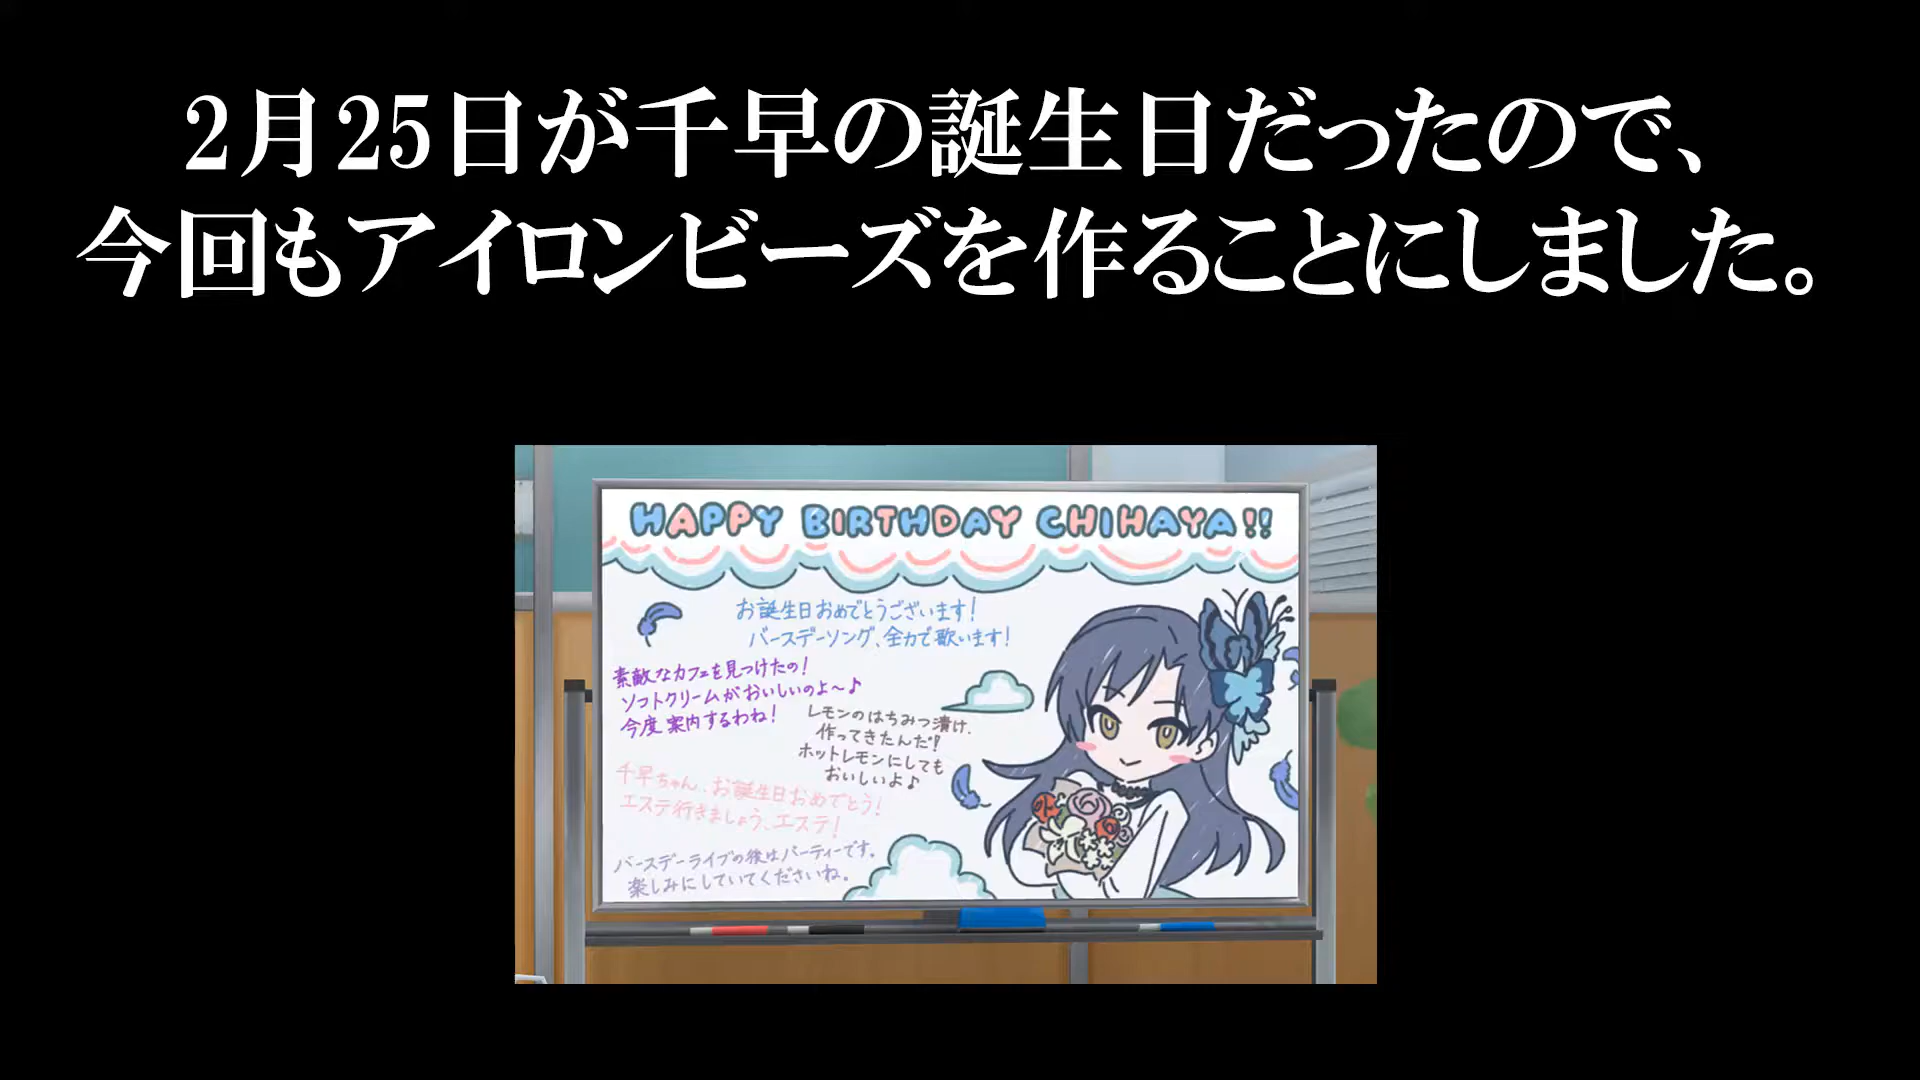 2月25日が千早の誕生日だったので、
今回もアイロンビーズを作ることにしました。
HAPPY BIRTHDAY CHIHAYA!!
お誕生日おめでとうございます!
バースデーソング、全力で歌います!
素敵なカフェを見つけたの!
ソフトクリームがおいしいのよ～♪
今度案内するわね!
レモンのはちみつ漬け、
作ってきたんだ!
ホットレモンにしても
おいしいよ♪
千早ちゃん、お誕生日おめでとう!
エステ行きましょう、エステ!
バースデーライブの後はパーティーです。
楽しみにしていてくださいね。